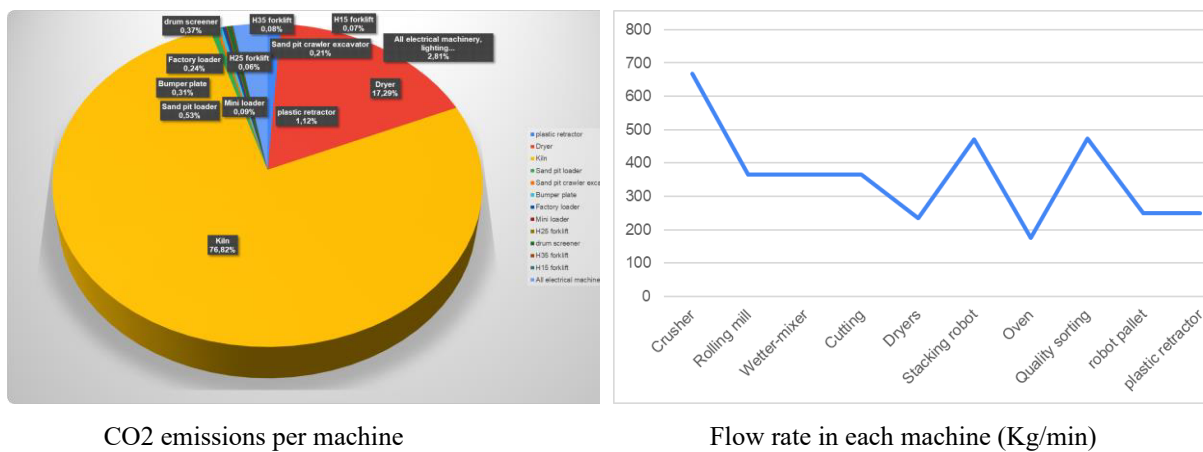 drum screener
0,37%
H35 forklift
0,08%
H15 forklift
0,07%
Sand pit crawler excavator
0,21%
All electrical machinery,
lighting...
2,81%
Factory loader
0,24%
H25 forklift
0,06%
Bumper plate
0,31%
Dryer
17,29%
Sand pit loader
0,53%
Mini loader
0,09%
plastic retractor
1,12%
Kiln
76,82%
plastic retractor
Dryer
Kiln
Sand pit loader
Sand pit crawler exca
Bumper plate
Factory loader
Mini loader
H25 forklift
drum screener
H35 forklift
H15 forklift
All electrical machine
800
700
600
500
400
300
200
100
0
Crusher
Rolling mill
Wetter-mixer
Cutting
Dryers
Stacking robot
Oven
Quality sorting
robot pallet
plastic retractor
CO2 emissions per machine
Flow rate in each machine (Kg/min)